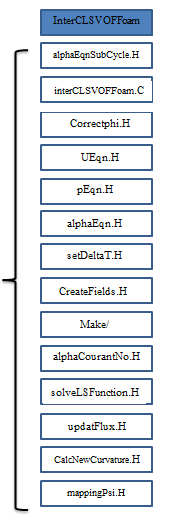 InterCLSVOFFoam
alphaEqnSubCycle.H
interCLSVOFFoam.C
Correctphi.H
UEqn.H
pEqn.H
alphaEqn.H
setDeltaT.H
CreateFields.H
Make/
alphaCourantNo.H
solveLSFunction.H
updatFlux.H
CalcNewCurvature.H
mappingPsi.H